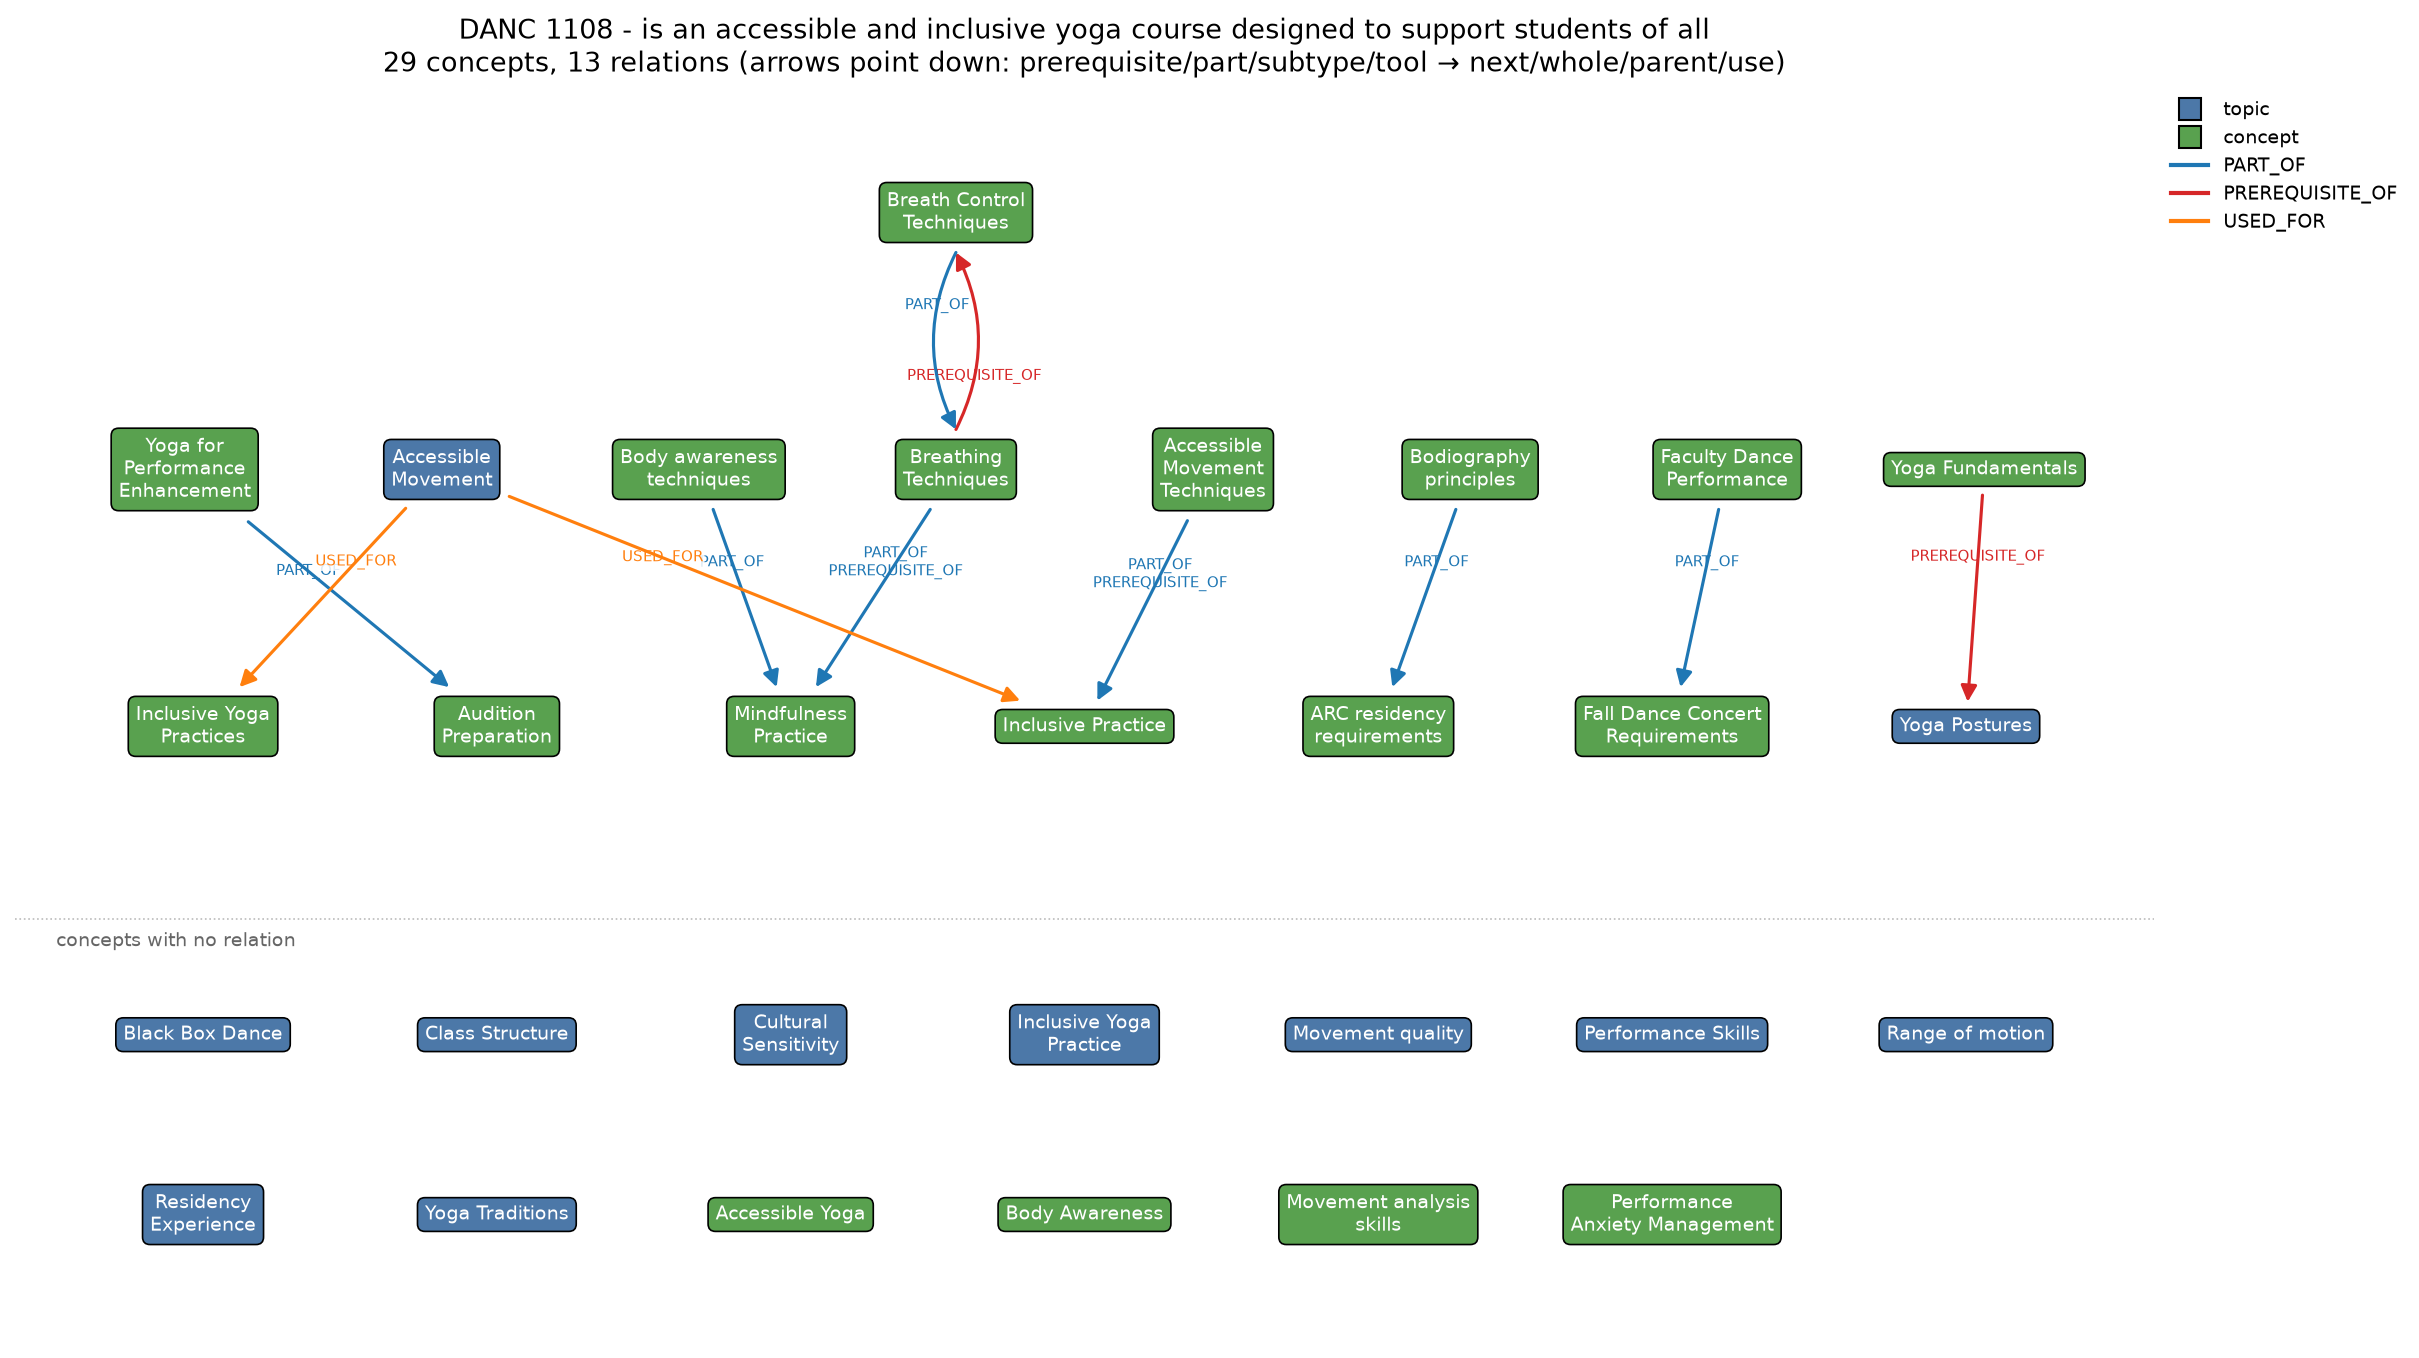 DANC 1108 - is an accessible and inclusive yoga course designed to support students of all
29 concepts, 13 relations (arrows point down: prerequisite/part/subtype/tool → next/whole/parent/use)
topic
concept
PART_OF
PREREQUISITE_OF
USED_FOR
Breath Control
Techniques
PART_OF
PREREQUISITE_OF
Yoga for
Performance
Enhancement
Accessible
Movement
Body awareness
techniques
Breathing
Techniques
Accessible
Movement
Techniques
Bodiography
principles
Faculty Dance
Performance
Yoga Fundamentals
PART_OF
USED_FOR
USED_FOR
PART_OF
PART_OF
PREREQUISITE_OF
PART_OF
PREREQUISITE_OF
PART_OF
PART_OF
PREREQUISITE_OF
Inclusive Yoga
Practices
Audition
Preparation
Mindfulness
Practice
Inclusive Practice
ARC residency
requirements
Fall Dance Concert
Requirements
Yoga Postures
concepts with no relation
Black Box Dance
Class Structure
Cultural
Sensitivity
Inclusive Yoga
Practice
Movement quality
Performance Skills
Range of motion
Residency
Experience
Yoga Traditions
Accessible Yoga
Body Awareness
Movement analysis
skills
Performance
Anxiety Management